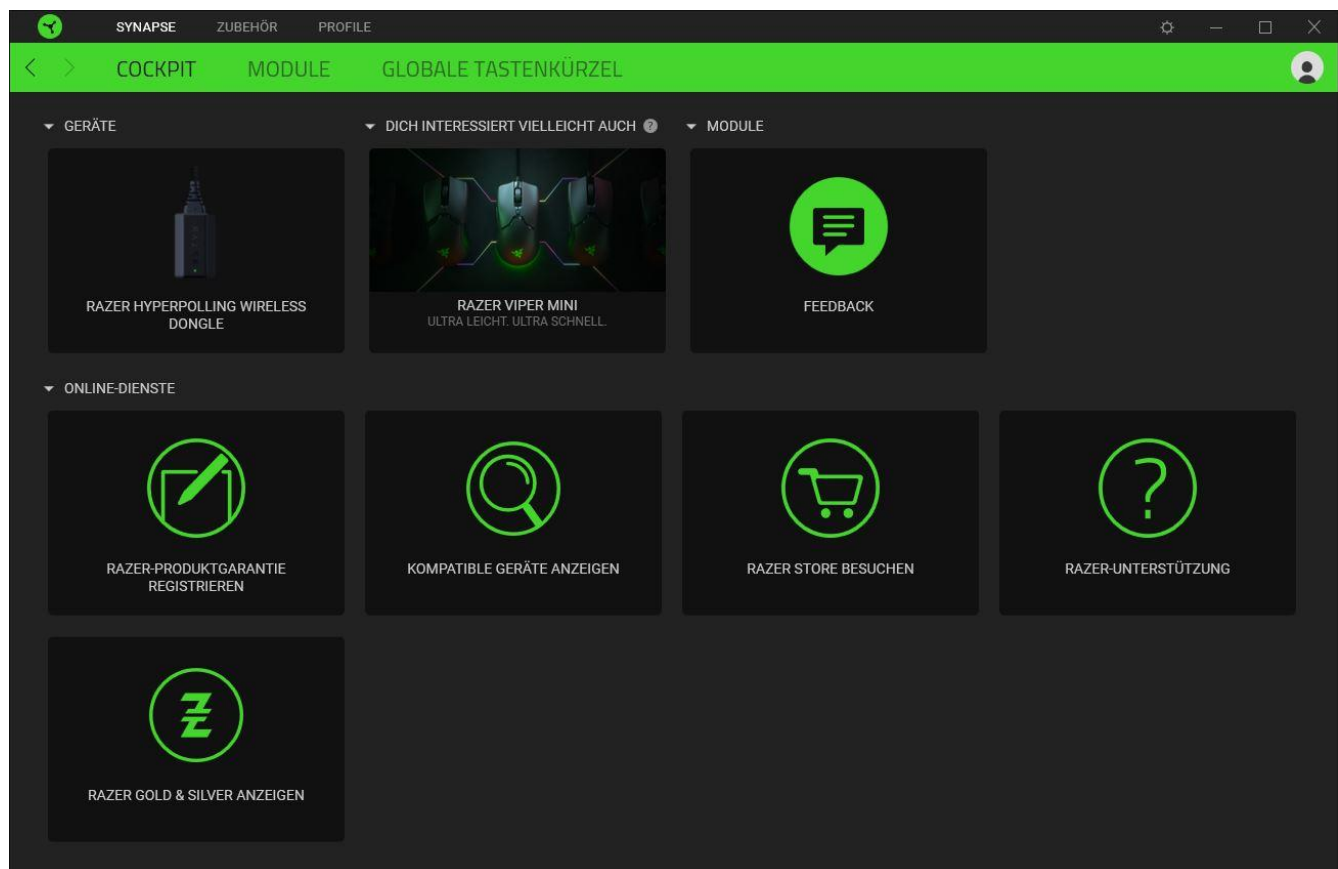 SYNAPSE ZUBEHÖR PROFILE
COCKPIT MODULE GLOBALE TASTENKÜRZEL
GERÄTE
RAZER HYPERPOLLING WIRELESS
DONGLE
DICH INTERESSIERT VIELLEICHT AUCH ?
RAZER VIPER MINI
ULTRA LEICHT. ULTRA SCHNELL.
MODULE
FEEDBACK
ONLINE-DIENSTE
RAZER-PRODUKTGARANTIE
REGISTRIEREN
KOMPATIBLE GERÄTE ANZEIGEN
RAZER STORE BESUCHEN
?
RAZER-UNTERSTÜTZUNG
RAZER GOLD & SILVER ANZEIGEN